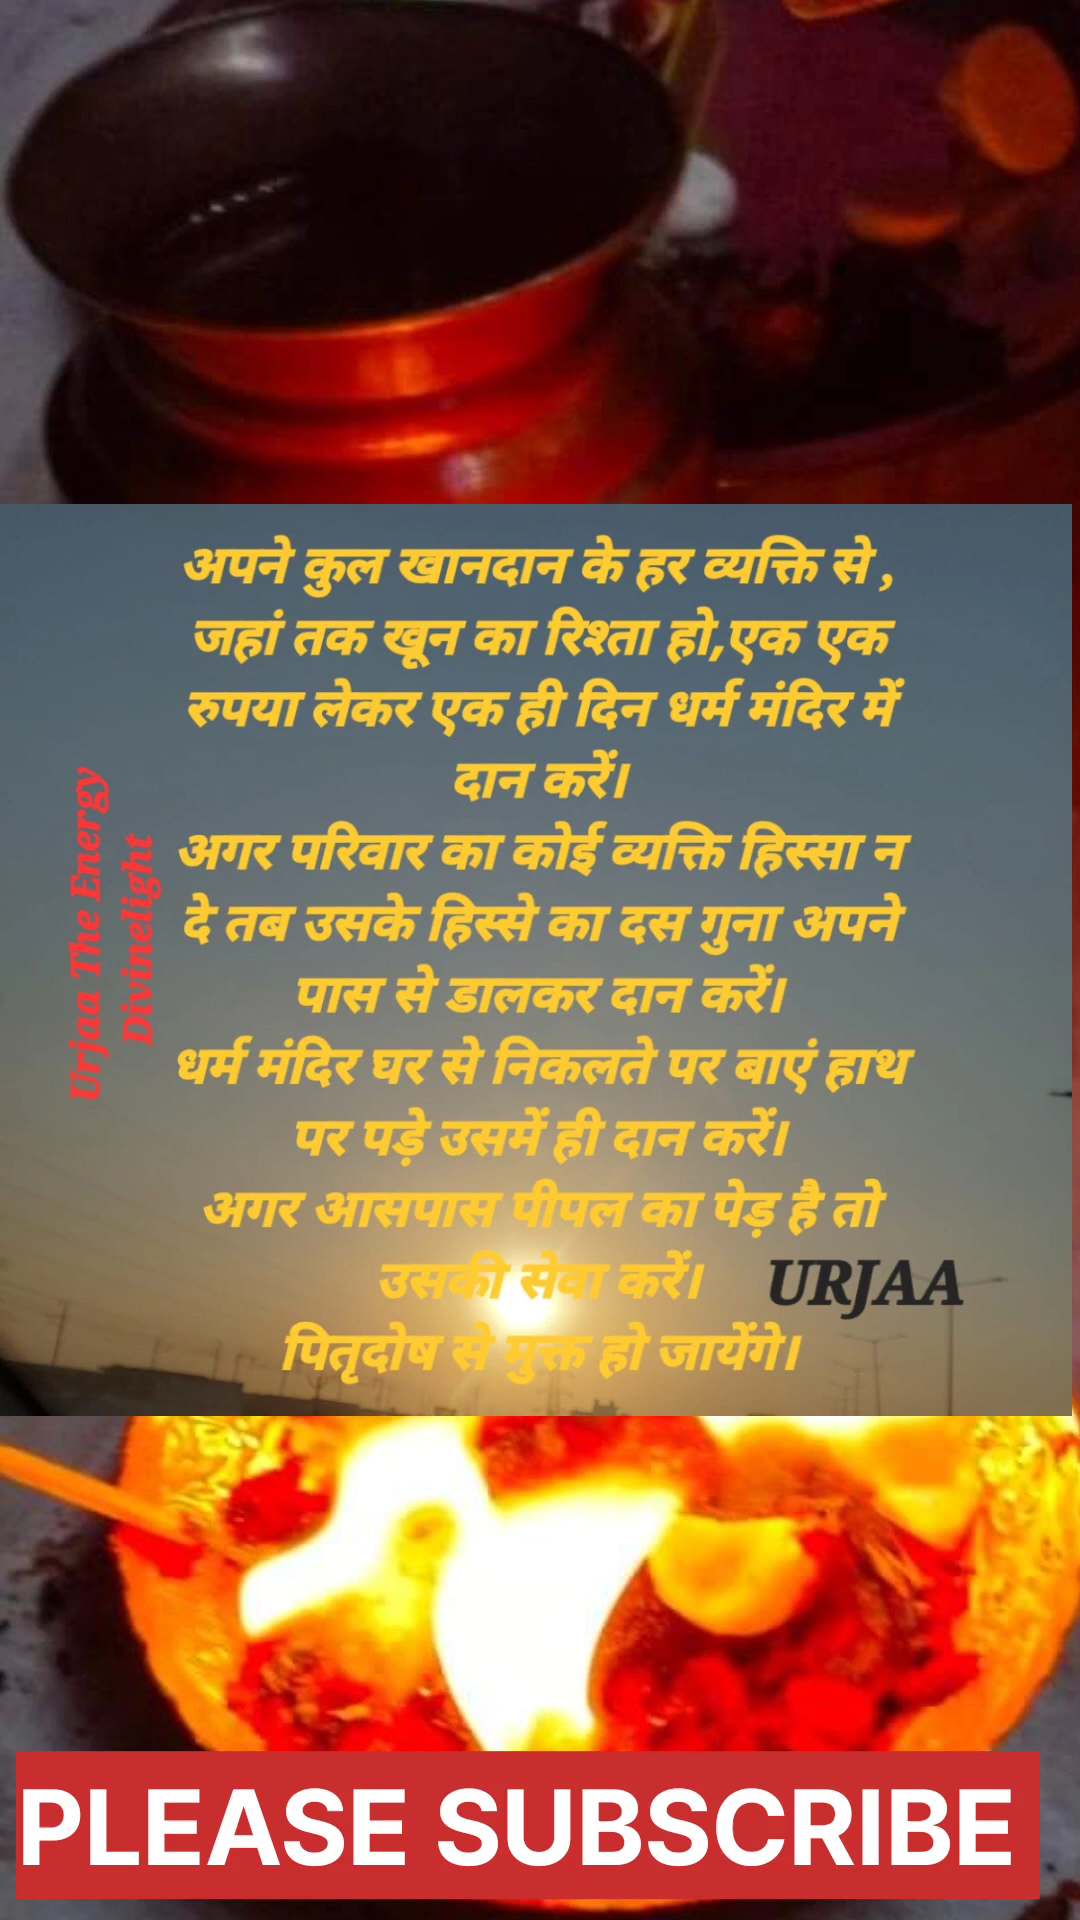 अपने कुल खानदान के हर व्यक्ति से ,
जहां तक खून का रिश्ता हो,एक एक
रुपया लेकर एक ही दिन धर्म मंदिर में
दान करें।
अगर परिवार का कोई व्यक्ति हिस्सा न
दे तब उसके हिस्से का दस गुना अपने
पास से डालकर दान करें।
धर्म मंदिर घर से निकलते पर बाएं हाथ
पर पड़े उसमें ही दान करें।
अगर आसपास पीपल का पेड़ है तो
उसकी सेवा करें।
पितृदोष से मुक्त हो जायेंगे।
Urjaa The Energy
Divinelight
URJAA
PLEASE SUBSCRIBE